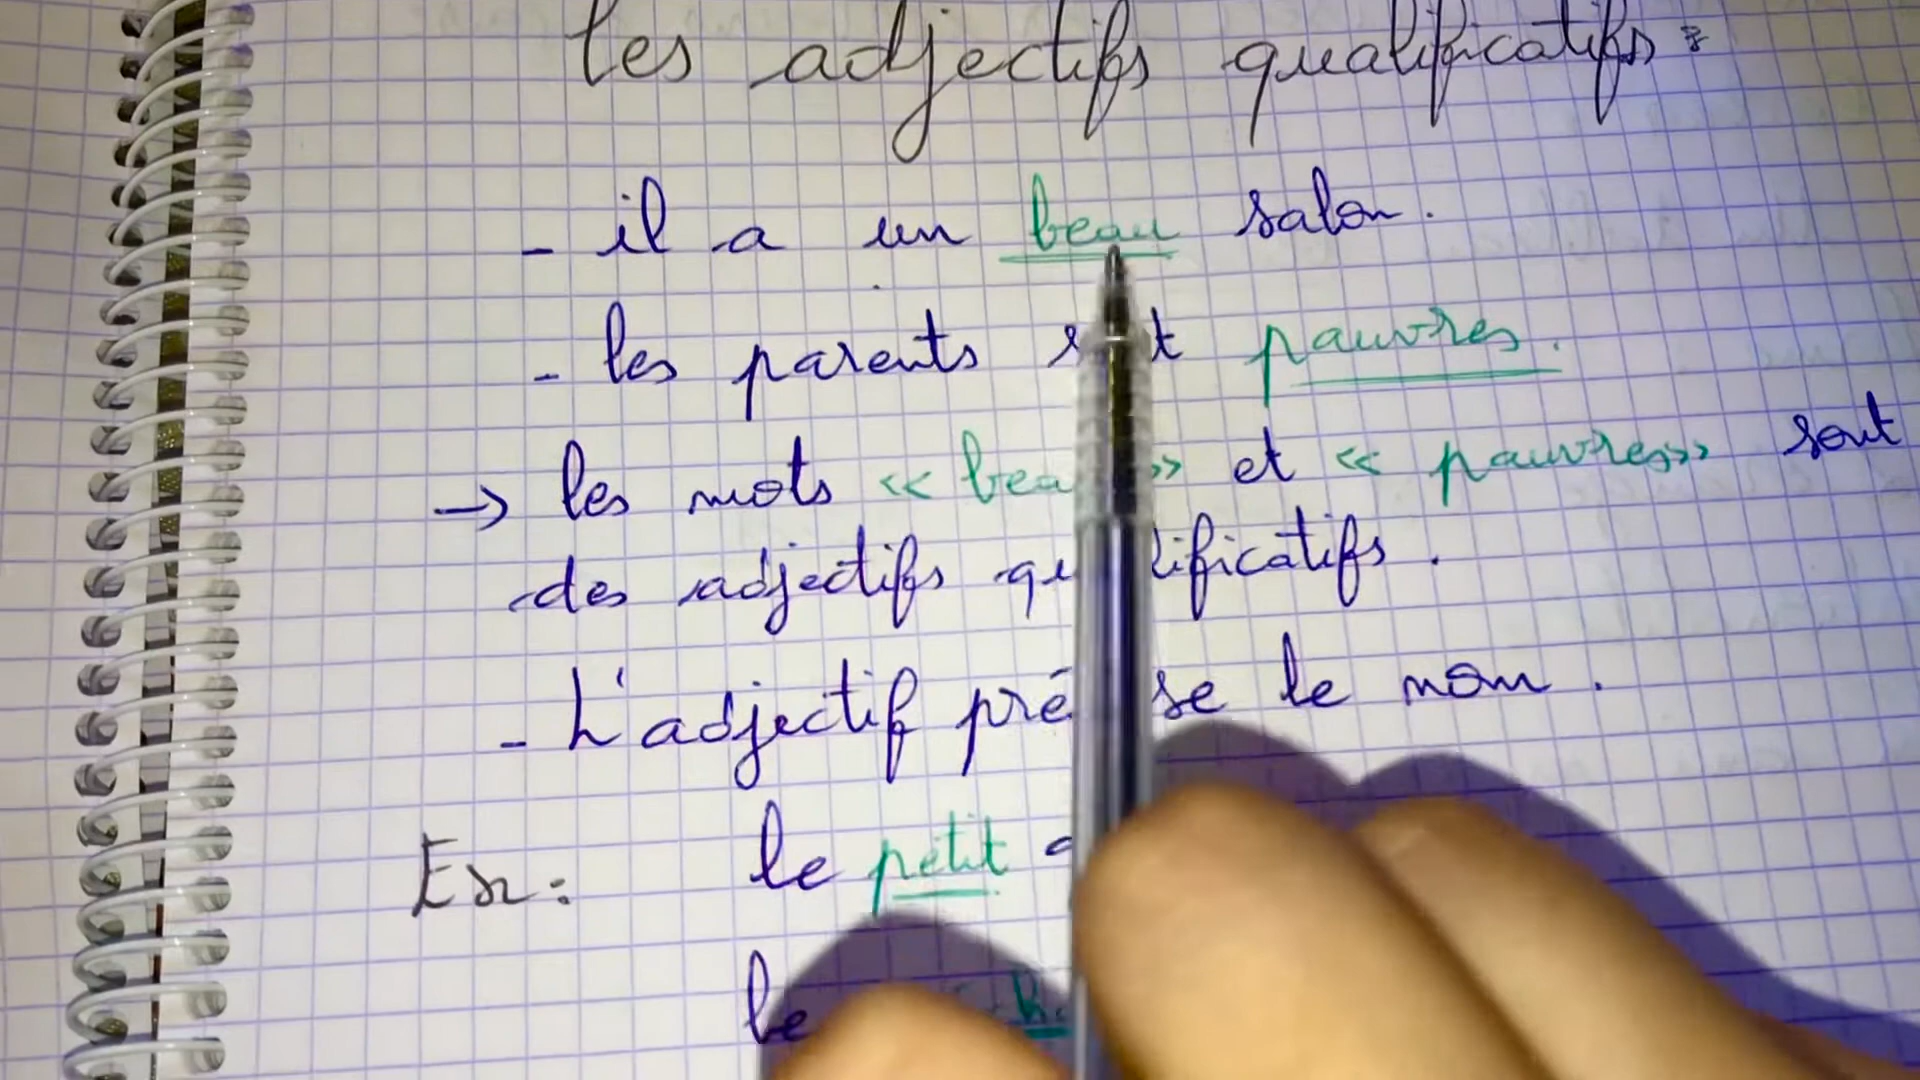 les adjectifs qualificatifs :
- il a un beau salon.
- les parents pauvres.
→ les mots « » et « pauvres » sont
des adjectifs .
- L'adjectif le nom.
Ex : le petit